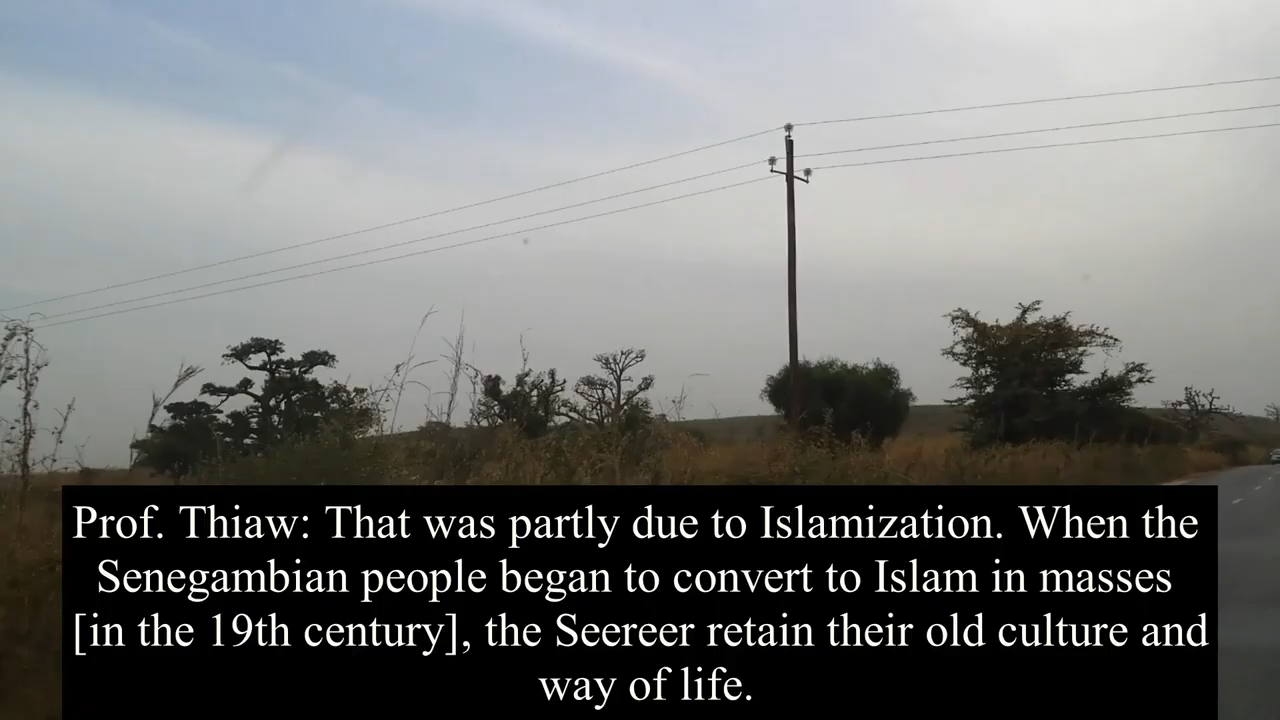 Prof. Thiaw: That was partly due to Islamization. When the
Senegambian people began to convert to Islam in masses
[in the 19th century], the Seereer retain their old culture and
way of life.